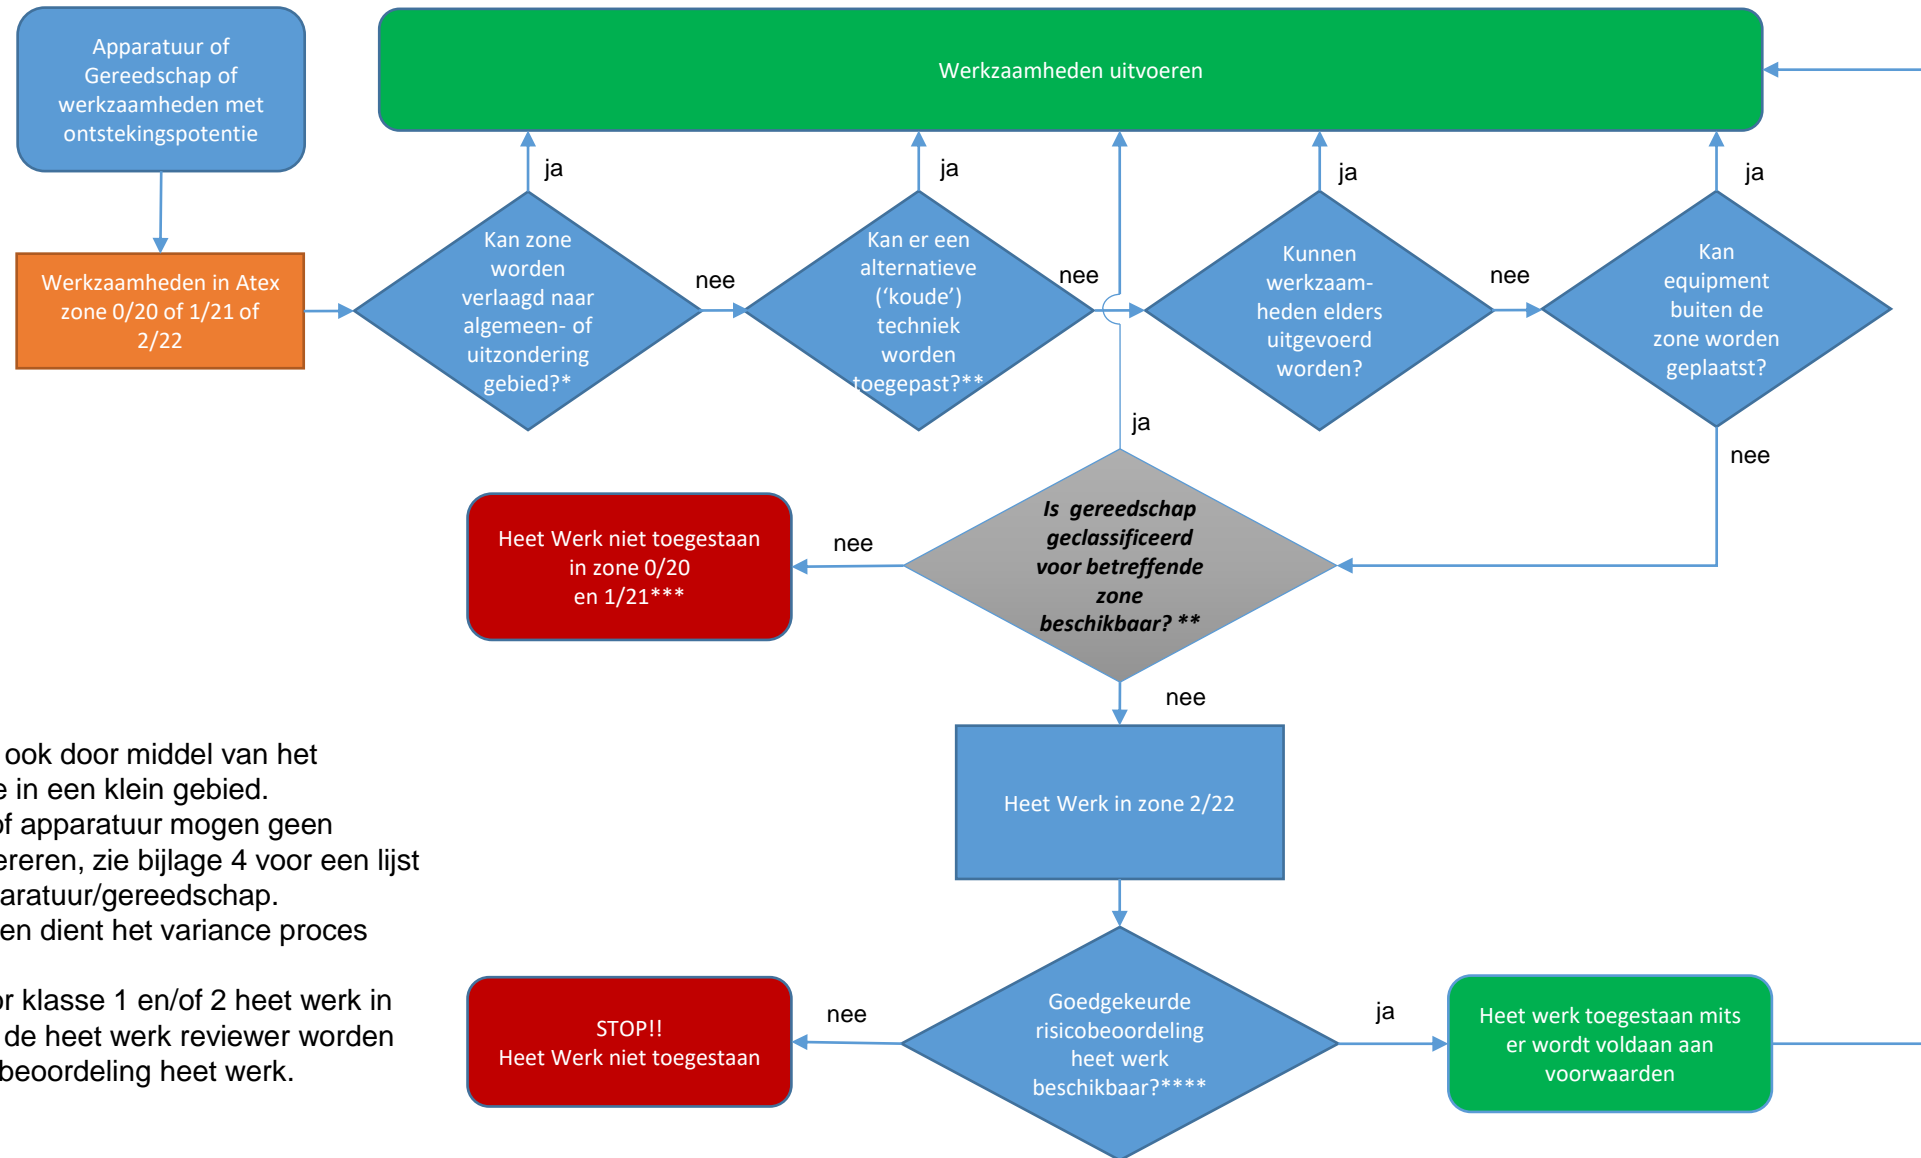 Apparatuur of
Gereedschap of
werkzaamheden met
ontstekingspotentie
Werkzaamheden uitvoeren
ja
ja
ja
ja
Werkzaamheden in Atex
zone 0/20 of 1/21 of
2/22
Kan zone
worden
verlaagd naar
algemeen- of
uitzondering
gebied?*
nee
Kan er een
alternatieve
(‘koude’)
techniek
worden
toegepast?**
nee
Kunnen
werkzaam-
heden elders
uitgevoerd
worden?
nee
Kan
equipment
buiten de
zone worden
geplaatst?
ja
nee
Heet Werk niet toegestaan
in zone 0/20
en 1/21***
nee
Is gereedschap
geclassificeerd
voor betreffende
zone
beschikbaar? **
nee
Heet Werk in zone 2/22
ook door middel van het
e in een klein gebied.
of apparatuur mogen geen
ereren, zie bijlage 4 voor een lijst
paratuur/gereedschap.
en dient het variance proces
or klasse 1 en/of 2 heet werk in
de heet werk reviewer worden
beoordeling heet werk.
STOP!!
Heet Werk niet toegestaan
nee
Goedgekeurde
risicobeoordeling
heet werk
beschikbaar?****
ja
Heet werk toegestaan mits
er wordt voldaan aan
voorwaarden